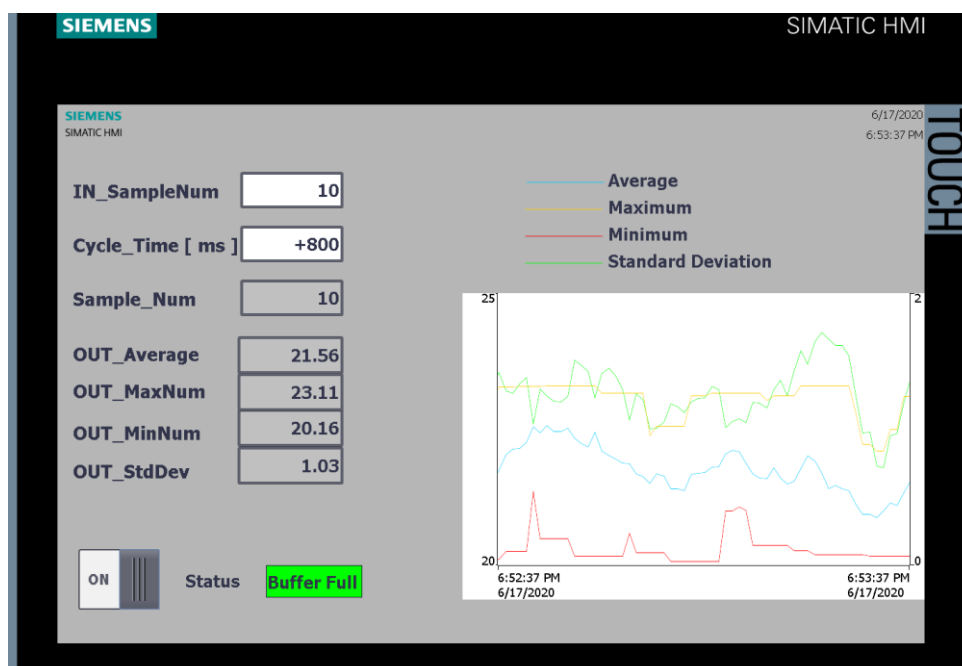 SIEMENS
SIMATIC HMI
TOUCH
SIEMENS
SIMATIC HMI
6/17/2020
6:53:37 PM
IN_SampleNum 10
Cycle_Time [ ms ] +800
Sample_Num 10
OUT_Average 21.56
OUT_MaxNum 23.11
OUT_MinNum 20.16
OUT_StdDev 1.03
ON
Status Buffer Full
Average
Maximum
Minimum
Standard Deviation
25 2
20 0
6:52:37 PM 6:53:37 PM
6/17/2020 6/17/2020